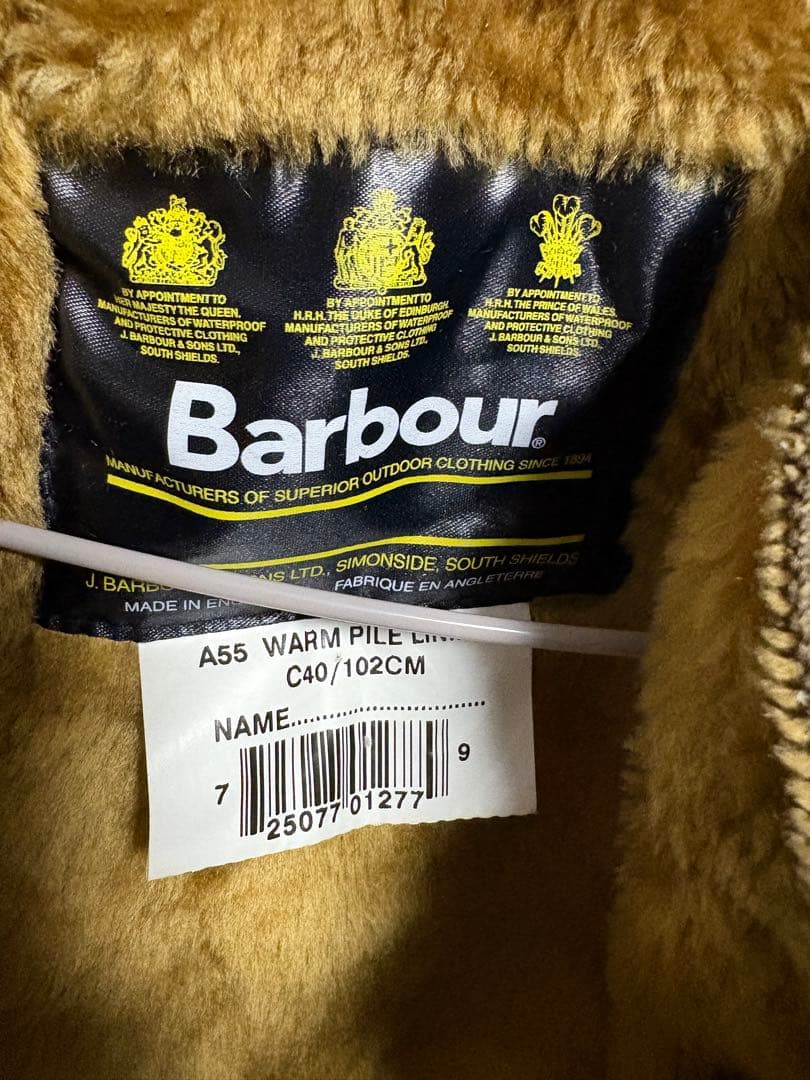 BY APPOINTMENT TO
HER MAJESTY THE QUEEN.
MANUFACTURERS OF WATERPROOF
AND PROTECTIVE CLOTHING
J. BARBOUR & SONS LTD.,
SOUTH SHIELDS.
BY APPOINTMENT TO
H.R.H. THE DUKE OF EDINBURGH.
MANUFACTURERS OF WATERPROOF
AND PROTECTIVE CLOTHING
J. BARBOUR & SONS LTD.,
SOUTH SHIELDS.
BY APPOINTMENT TO
H.R.H. THE PRINCE OF WALES.
MANUFACTURERS OF WATERPROOF
AND PROTECTIVE CLOTHING
J. BARBOUR & SONS LTD.,
SOUTH SHIELDS.
Barbour®
MANUFACTURERS OF SUPERIOR OUTDOOR CLOTHING SINCE 1894
J. LTD., SIMONSIDE, SOUTH SHIELDS
MADE IN FABRIQUE EN ANGLETERRE
A55 WARM PILE
C40/102CM
NAME..............................
7 25077 01277 9